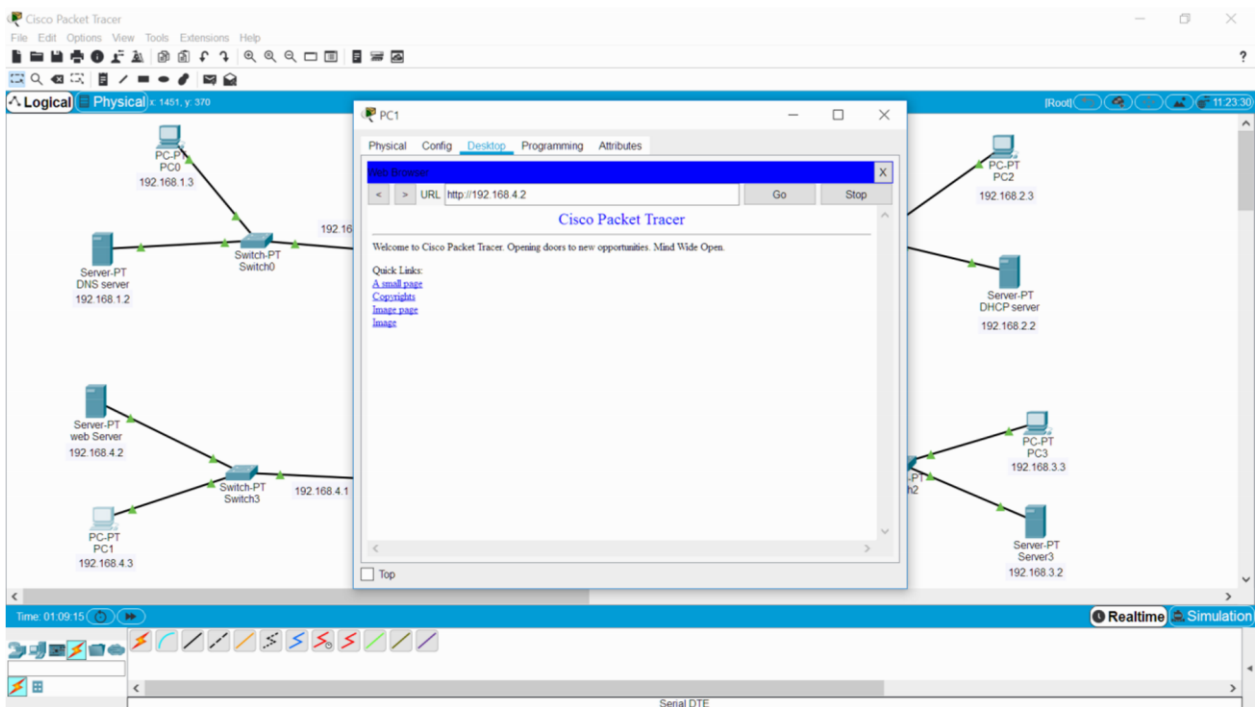 Cisco Packet Tracer
File Edit Options View Tools Extensions Help
?
Logical Physical x: 1451, y: 370
[Root] 11:23:30
PC1
Physical Config Desktop Programming Attributes
Web Browser X
< > URL http://192.168.4.2 Go Stop
Cisco Packet Tracer
Welcome to Cisco Packet Tracer. Opening doors to new opportunities. Mind Wide Open.
Quick Links:
A small page
Copyrights
Image page
Image
Top
PC-PT
PC0
192.168.1.3
192.16
Switch-PT
Switch0
Server-PT
DNS server
192.168.1.2
Server-PT
web Server
192.168.4.2
Switch-PT
Switch3
192.168.4.1
PC-PT
PC1
192.168.4.3
PC-PT
PC2
192.168.2.3
Server-PT
DHCP server
192.168.2.2
PC-PT
PC3
192.168.3.3
-PT
h2
Server-PT
Server3
192.168.3.2
Time: 01:09:15
Realtime Simulation
Serial DTE